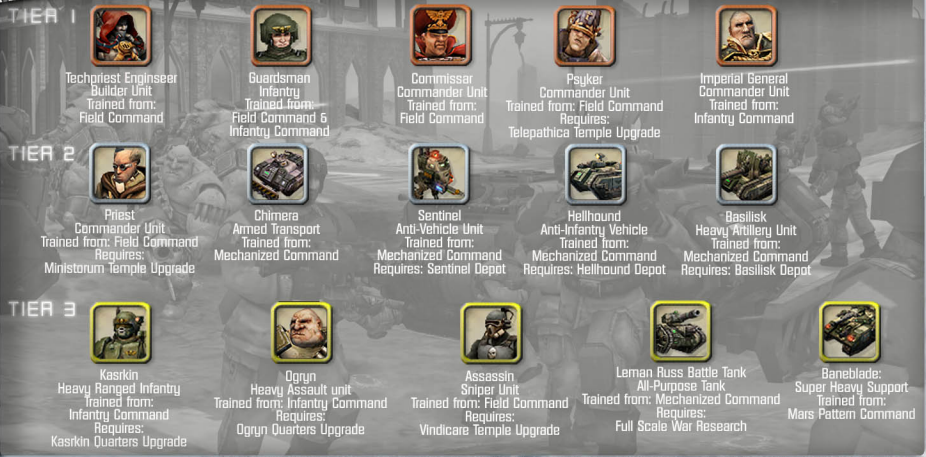 TIER 1
Techpriest Enginseer
Builder Unit
Trained from:
Field Command
Guardsman
Infantry
Trained from:
Field Command &
Infantry Command
Commissar
Commander Unit
Trained from:
Field Command
Psyker
Commander Unit
Trained from: Field Command
Requires:
Telepathica Temple Upgrade
Imperial General
Commander Unit
Trained from:
Infantry Command
TIER 2
Priest
Commander Unit
Trained from: Field Command
Requires:
Ministorum Temple Upgrade
Chimera
Armed Transport
Trained from:
Mechanized Command
Sentinel
Anti-Vehicle Unit
Trained from:
Mechanized Command
Requires: Sentinel Depot
Hellhound
Anti-Infantry Vehicle
Trained from:
Mechanized Command
Requires: Hellhound Depot
Basilisk
Heavy Artillery Unit
Trained from:
Mechanized Command
Requires: Basilisk Depot
TIER 3
Kasrkin
Heavy Ranged Infantry
Trained from:
Infantry Command
Requires:
Kasrkin Quarters Upgrade
Ogryn
Heavy Assault unit
Trained from: Infantry Command
Requires:
Ogryn Quarters Upgrade
Assassin
Sniper Unit
Trained from: Field Command
Requires:
Vindicare Temple Upgrade
Leman Russ Battle Tank
All-Purpose Tank
Trained from: Mechanized Command
Requires:
Full Scale War Research
Baneblade:
Super Heavy Support
Trained from:
Mars Pattern Command